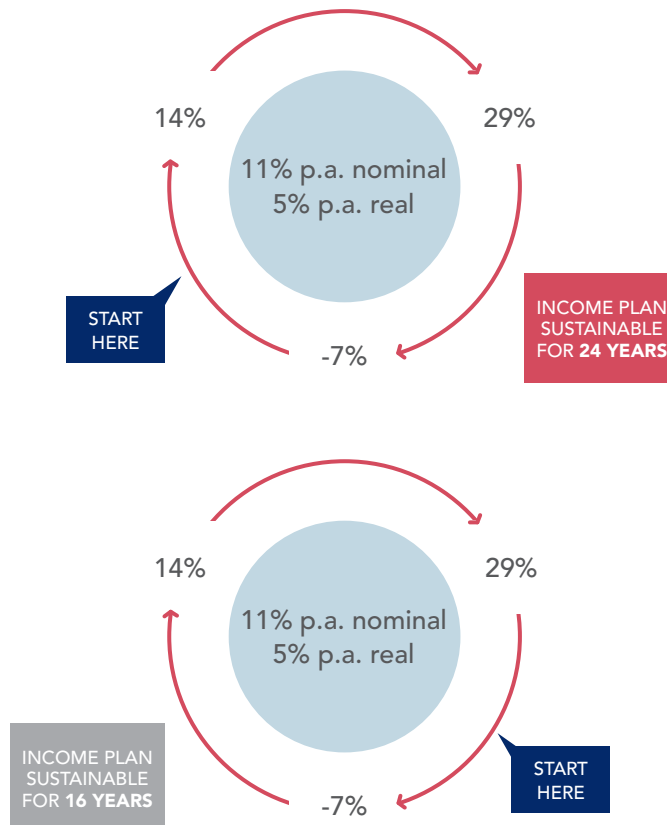 14%
29%
11% p.a. nominal
5% p.a. real
START
HERE
INCOME PLAN
SUSTAINABLE
FOR 24 YEARS
-7%
14%
29%
11% p.a. nominal
5% p.a. real
INCOME PLAN
SUSTAINABLE
FOR 16 YEARS
START
HERE
-7%